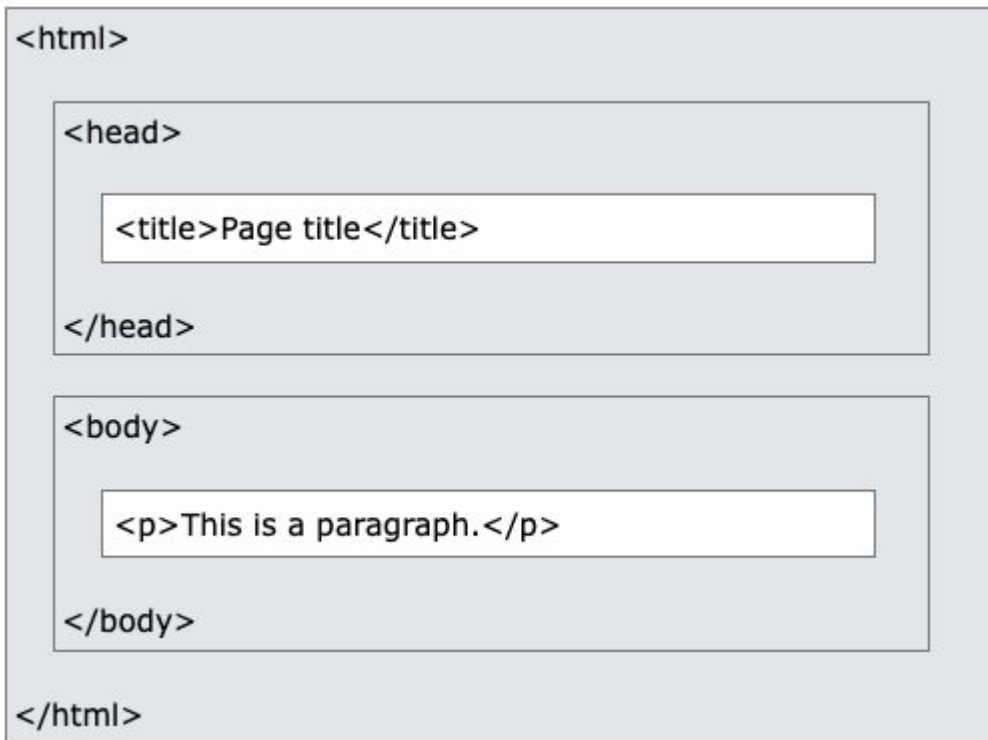 <html>
<head>
<title>Page title</title>
</head>
<body>
<p>This is a paragraph.</p>
</body>
</html>